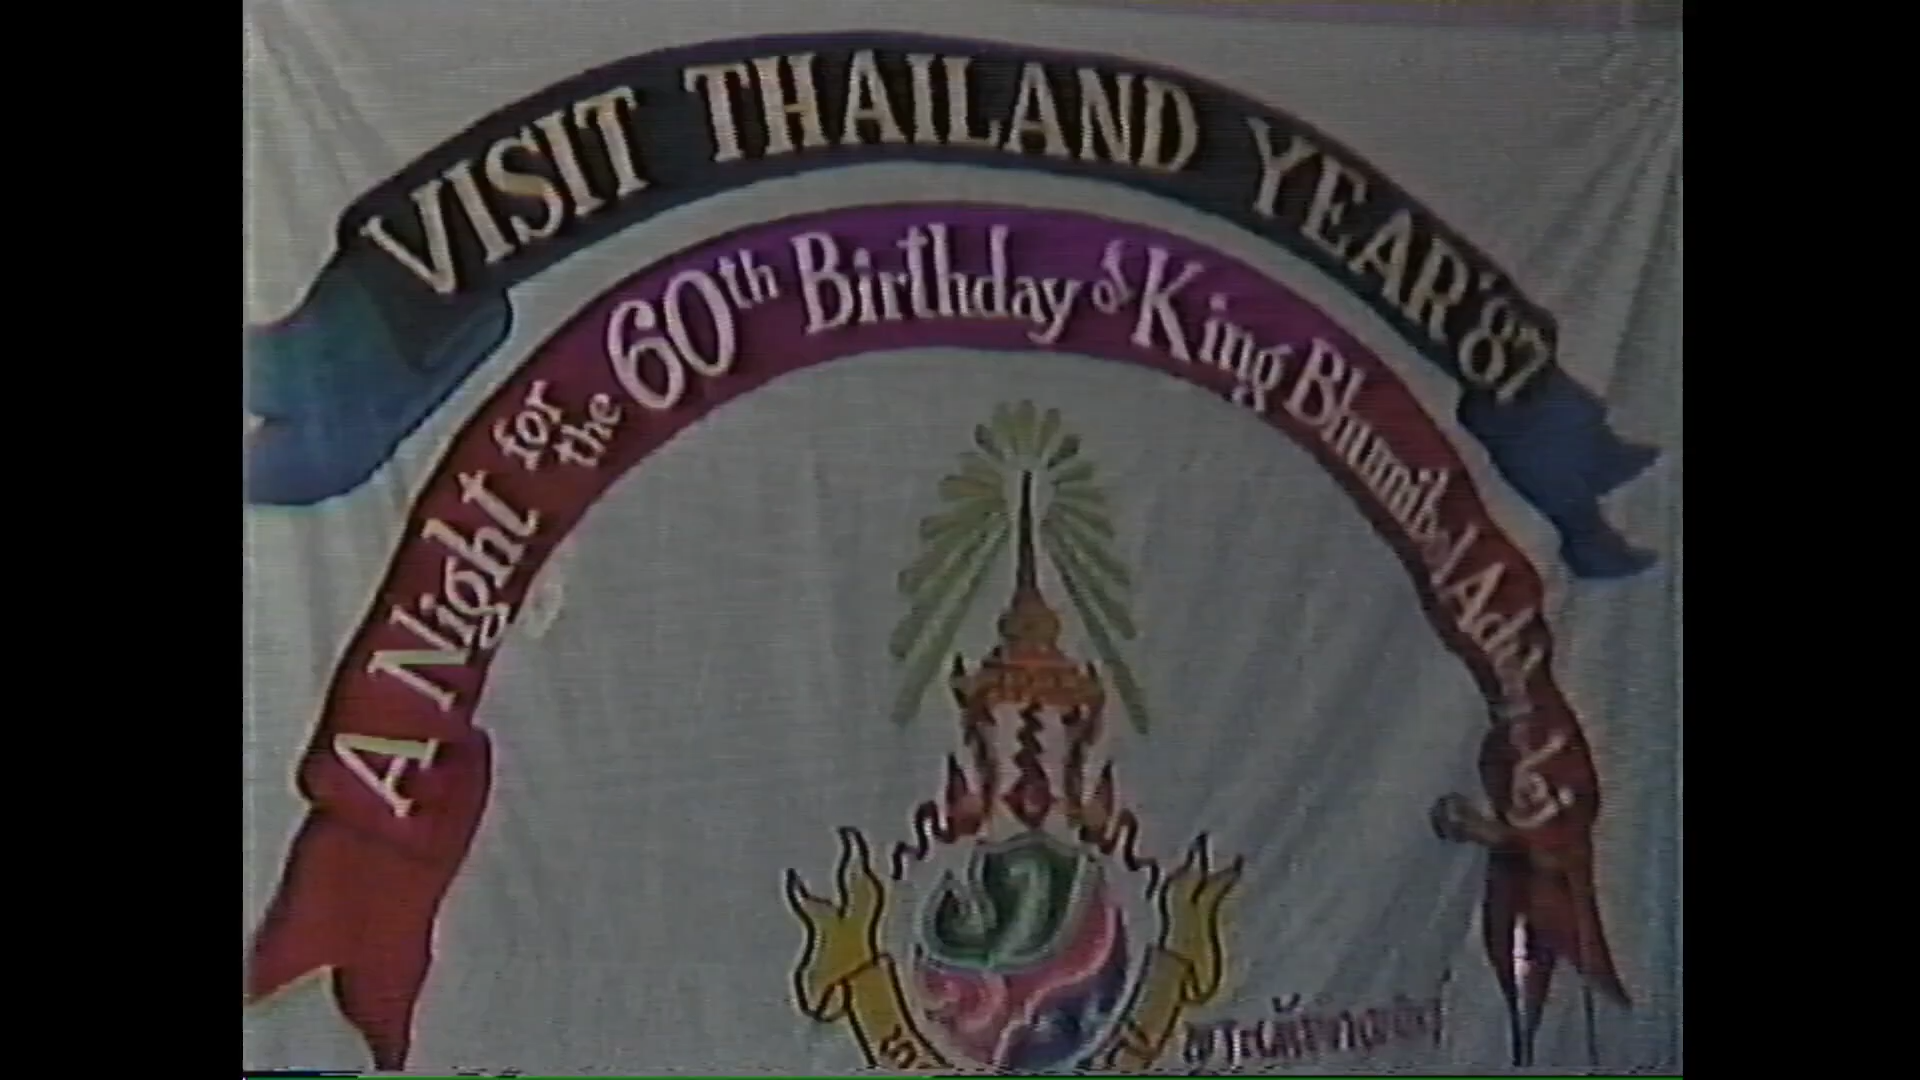 VISIT THAILAND YEAR '87
A Night for the 60th Birthday of King Bhumibol Adulyadej